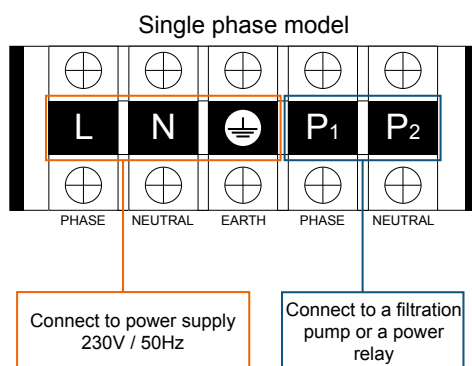 Single phase model
L N P1 P2
PHASE NEUTRAL EARTH PHASE NEUTRAL
Connect to power supply
230V / 50Hz
Connect to a filtration
pump or a power
relay